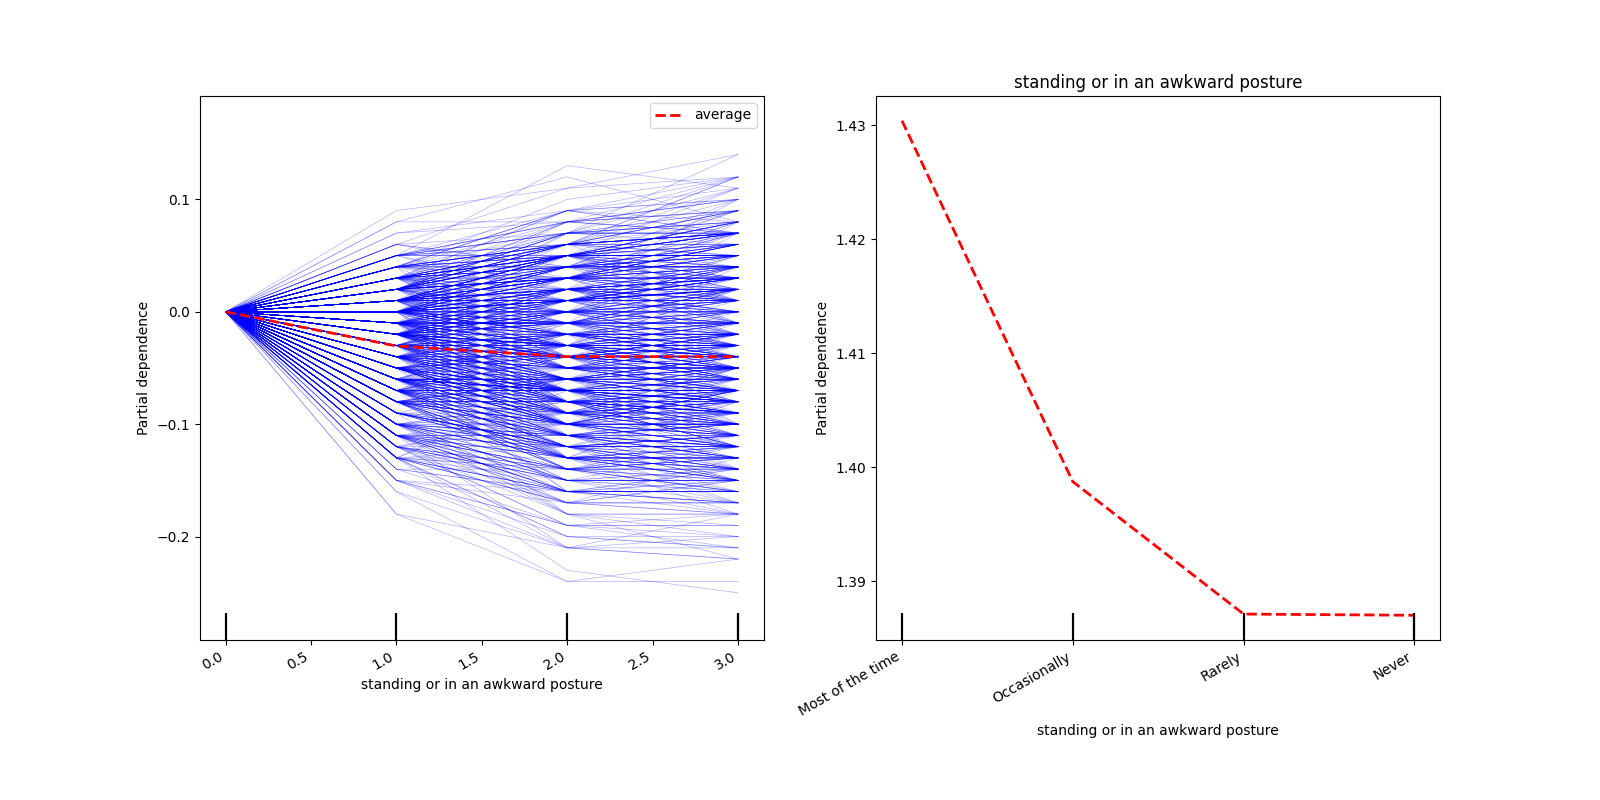 average
0.1
0.0
−0.1
−0.2
Partial dependence
0.0
0.5
1.0
1.5
2.0
2.5
3.0
standing or in an awkward posture
standing or in an awkward posture
1.43
1.42
1.41
1.40
1.39
Partial dependence
Most of the time
Occasionally
Rarely
Never
standing or in an awkward posture